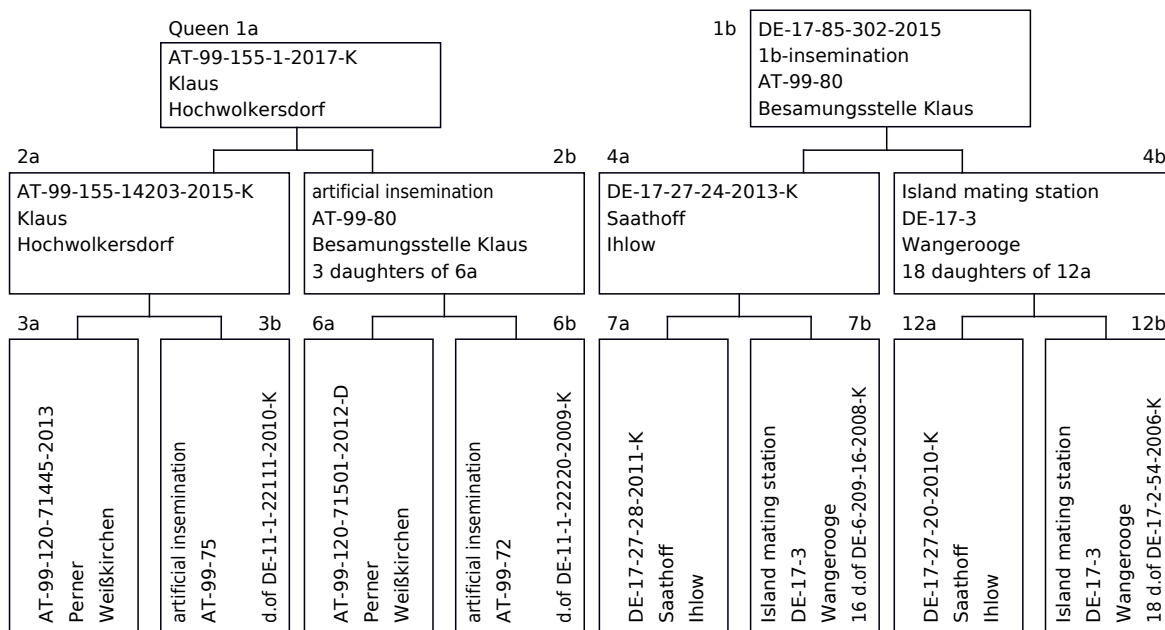 Queen 1a
AT-99-155-1-2017-K
Klaus
Hochwolkersdorf
1b
DE-17-85-302-2015
1b-insemination
AT-99-80
Besamungsstelle Klaus
2a
AT-99-155-14203-2015-K
Klaus
Hochwolkersdorf
2b
artificial insemination
AT-99-80
Besamungsstelle Klaus
3 daughters of 6a
4a
DE-17-27-24-2013-K
Saathoff
Ihlow
4b
Island mating station
DE-17-3
Wangerooge
18 daughters of 12a
3a
AT-99-120-71445-2013
Perner
Weißkirchen
3b
artificial insemination
AT-99-75
d.of DE-11-1-22111-2010-K
6a
AT-99-120-71501-2012-D
Perner
Weißkirchen
6b
artificial insemination
AT-99-72
d.of DE-11-1-22220-2009-K
7a
DE-17-27-28-2011-K
Saathoff
Ihlow
7b
Island mating station
DE-17-3
Wangerooge
16 d.of DE-6-209-16-2008-K
12a
DE-17-27-20-2010-K
Saathoff
Ihlow
12b
Island mating station
DE-17-3
Wangerooge
18 d.of DE-17-2-54-2006-K